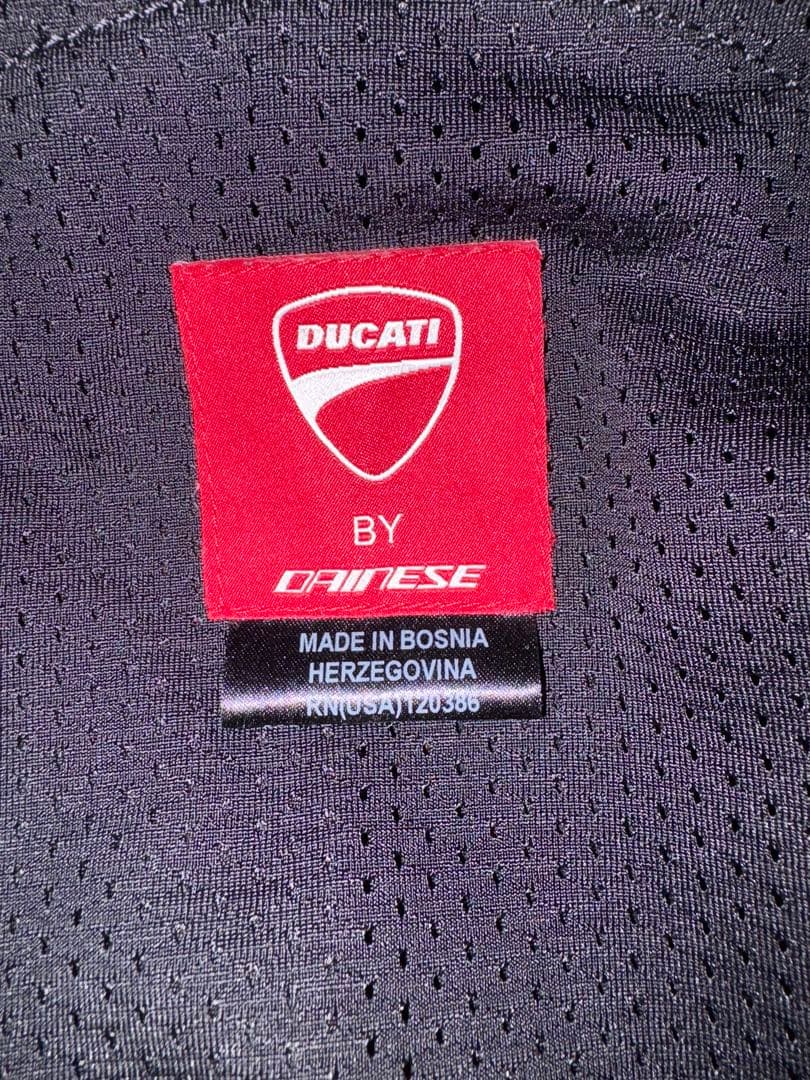 DUCATI
BY
DAINESE
MADE IN BOSNIA
HERZEGOVINA
RN(USA)120386